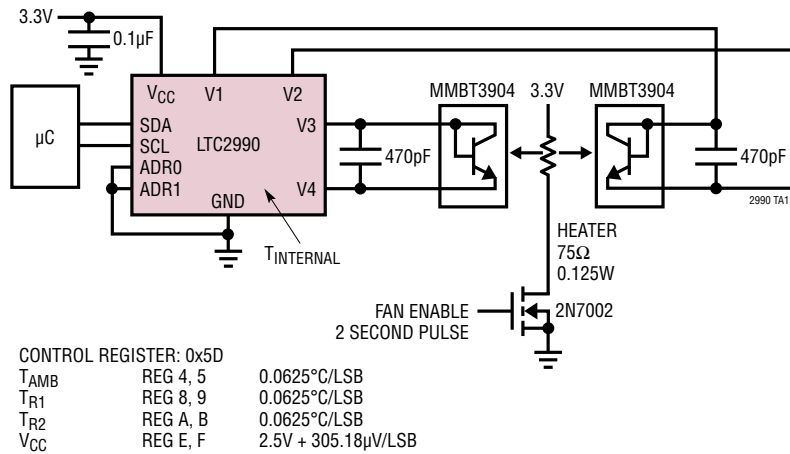 3.3V
0.1µF
VCC V1 V2
MMBT3904 3.3V MMBT3904
µC
SDA
SCL
ADR0
ADR1
LTC2990
V3
V4
GND
470pF
470pF
2990 TA1
TINTERNAL
HEATER
75Ω
0.125W
FAN ENABLE
2 SECOND PULSE
2N7002
CONTROL REGISTER: 0x5D
TAMB REG 4, 5 0.0625°C/LSB
TR1 REG 8, 9 0.0625°C/LSB
TR2 REG A, B 0.0625°C/LSB
VCC REG E, F 2.5V + 305.18µV/LSB